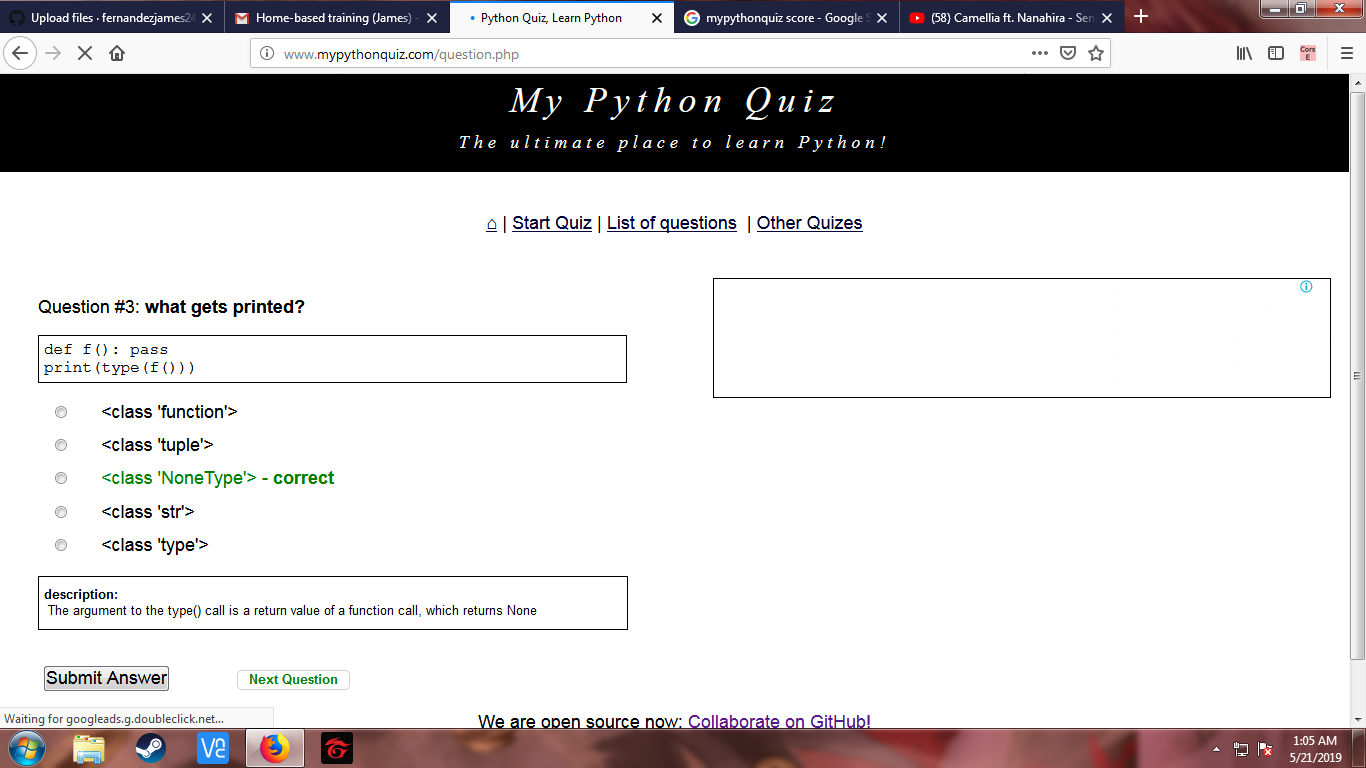 Upload files · fernandezjames24
Home-based training (James) -
Python Quiz, Learn Python
mypythonquiz score - Google S
(58) Camellia ft. Nanahira - Sen
www.mypythonquiz.com/question.php
Cors E
My Python Quiz
The ultimate place to learn Python!
⌂ | Start Quiz | List of questions | Other Quizes
Question #3: what gets printed?
def f(): pass
print(type(f()))
<class 'function'>
<class 'tuple'>
<class 'NoneType'> - correct
<class 'str'>
<class 'type'>
description:
The argument to the type() call is a return value of a function call, which returns None
Submit Answer
Next Question
We are open source now: Collaborate on GitHub!
Waiting for googleads.g.doubleclick.net...
1:05 AM
5/21/2019